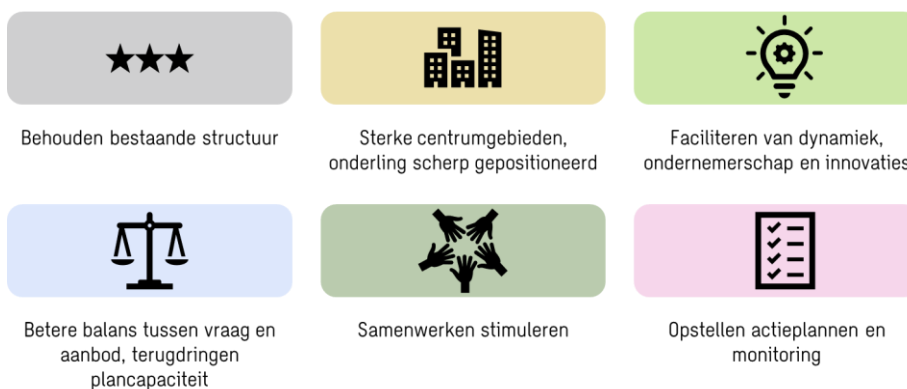 Behouden bestaande structuur
Sterke centrumgebieden,
onderling scherp gepositioneerd
Faciliteren van dynamiek,
ondernemerschap en innovaties
Betere balans tussen vraag en
aanbod, terugdringen
plancapaciteit
Samenwerken stimuleren
Opstellen actieplannen en
monitoring